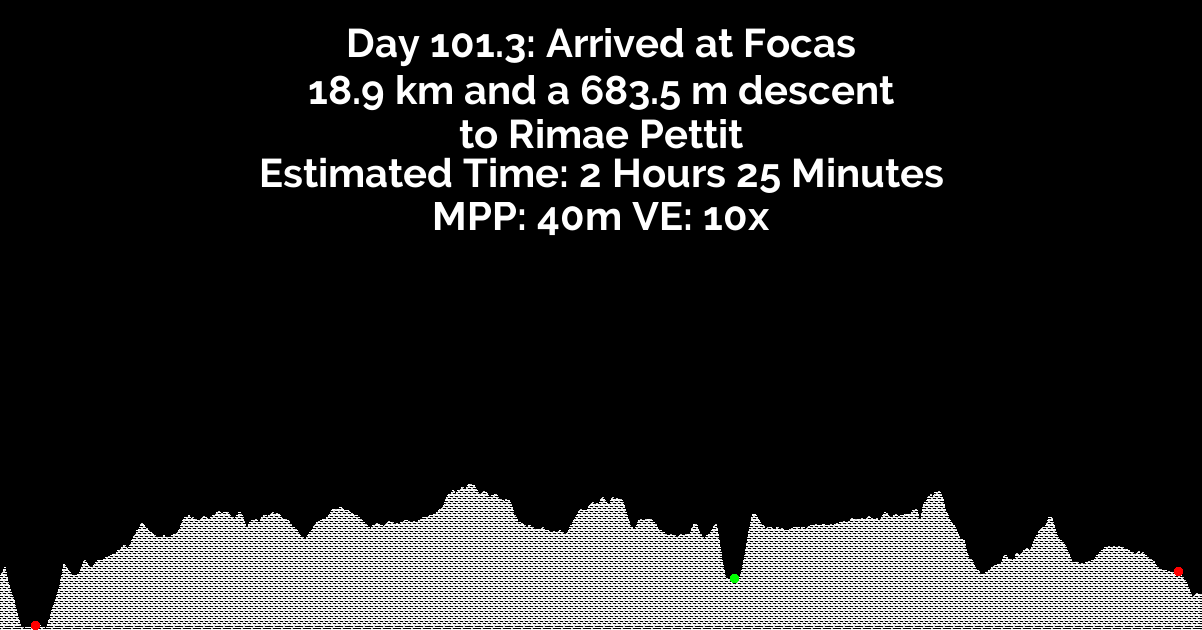 Day 101.3: Arrived at Focas
18.9 km and a 683.5 m descent
to Rimae Pettit
Estimated Time: 2 Hours 25 Minutes
MPP: 40m VE: 10x